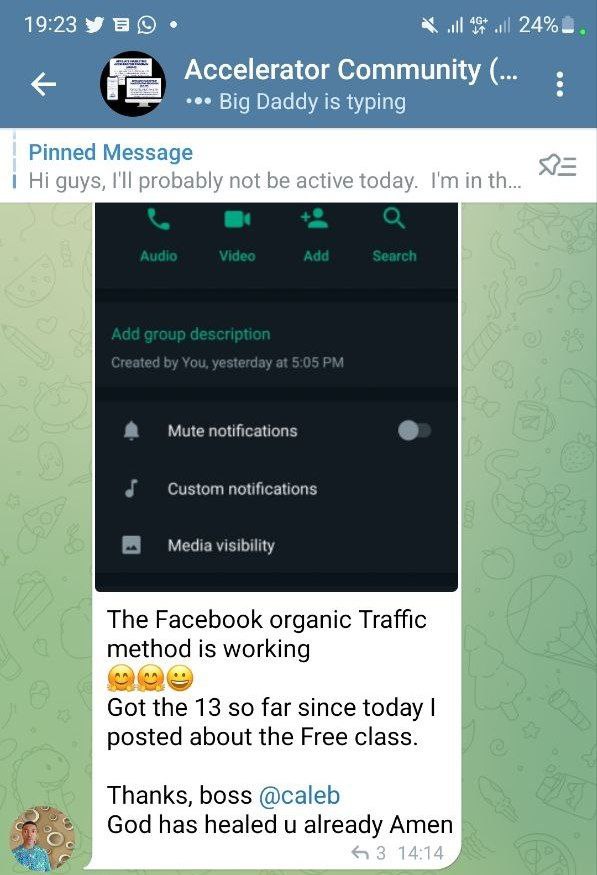 19:23 4G+ 24%
Accelerator Community (...
Big Daddy is typing
Pinned Message
Hi guys, I'll probably not be active today. I'm in th...
Audio Video Add Search
Add group description
Created by You, yesterday at 5:05 PM
Mute notifications
Custom notifications
Media visibility
The Facebook organic Traffic
method is working
🤗🤗😀
Got the 13 so far since today I
posted about the Free class.
Thanks, boss @caleb
God has healed u already Amen
3 14:14